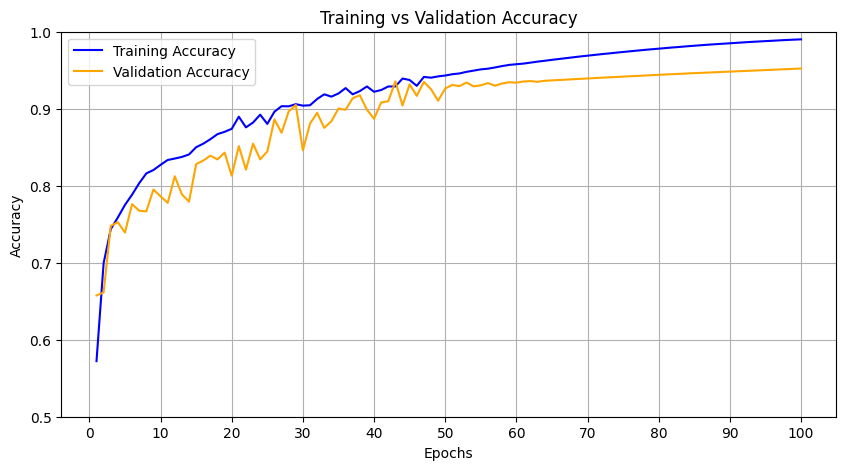 Training vs Validation Accuracy
Training Accuracy
Validation Accuracy
Accuracy
1.0
0.9
0.8
0.7
0.6
0.5
0 10 20 30 40 50 60 70 80 90 100
Epochs